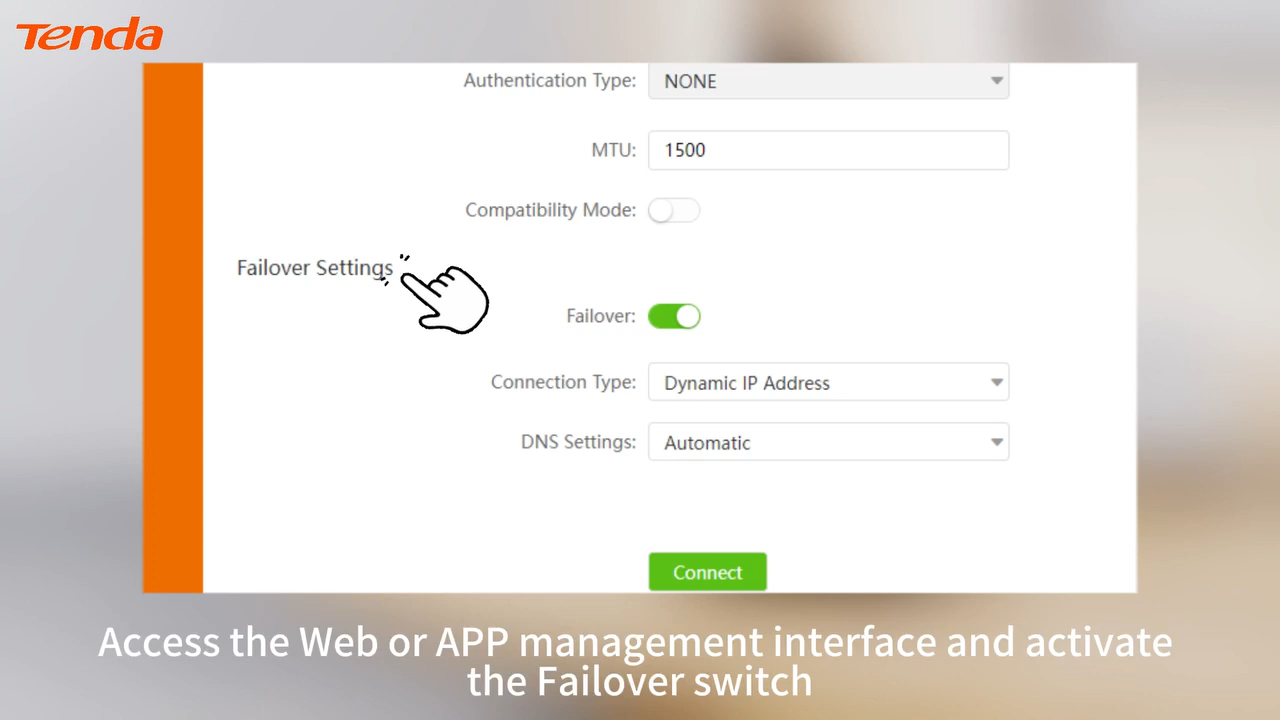 Tenda
Authentication Type: NONE
MTU: 1500
Compatibility Mode:
Failover Settings
Failover:
Connection Type: Dynamic IP Address
DNS Settings: Automatic
Connect
Access the Web or APP management interface and activate
the Failover switch